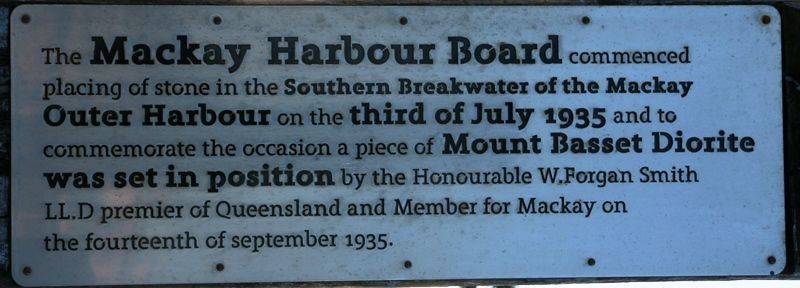 The Mackay Harbour Board commenced
placing of stone in the Southern Breakwater of the Mackay
Outer Harbour on the third of July 1935 and to
commemorate the occasion a piece of Mount Basset Diorite
was set in position by the Honourable W.Forgan Smith
LL.D premier of Queensland and Member for Mackay on
the fourteenth of september 1935.